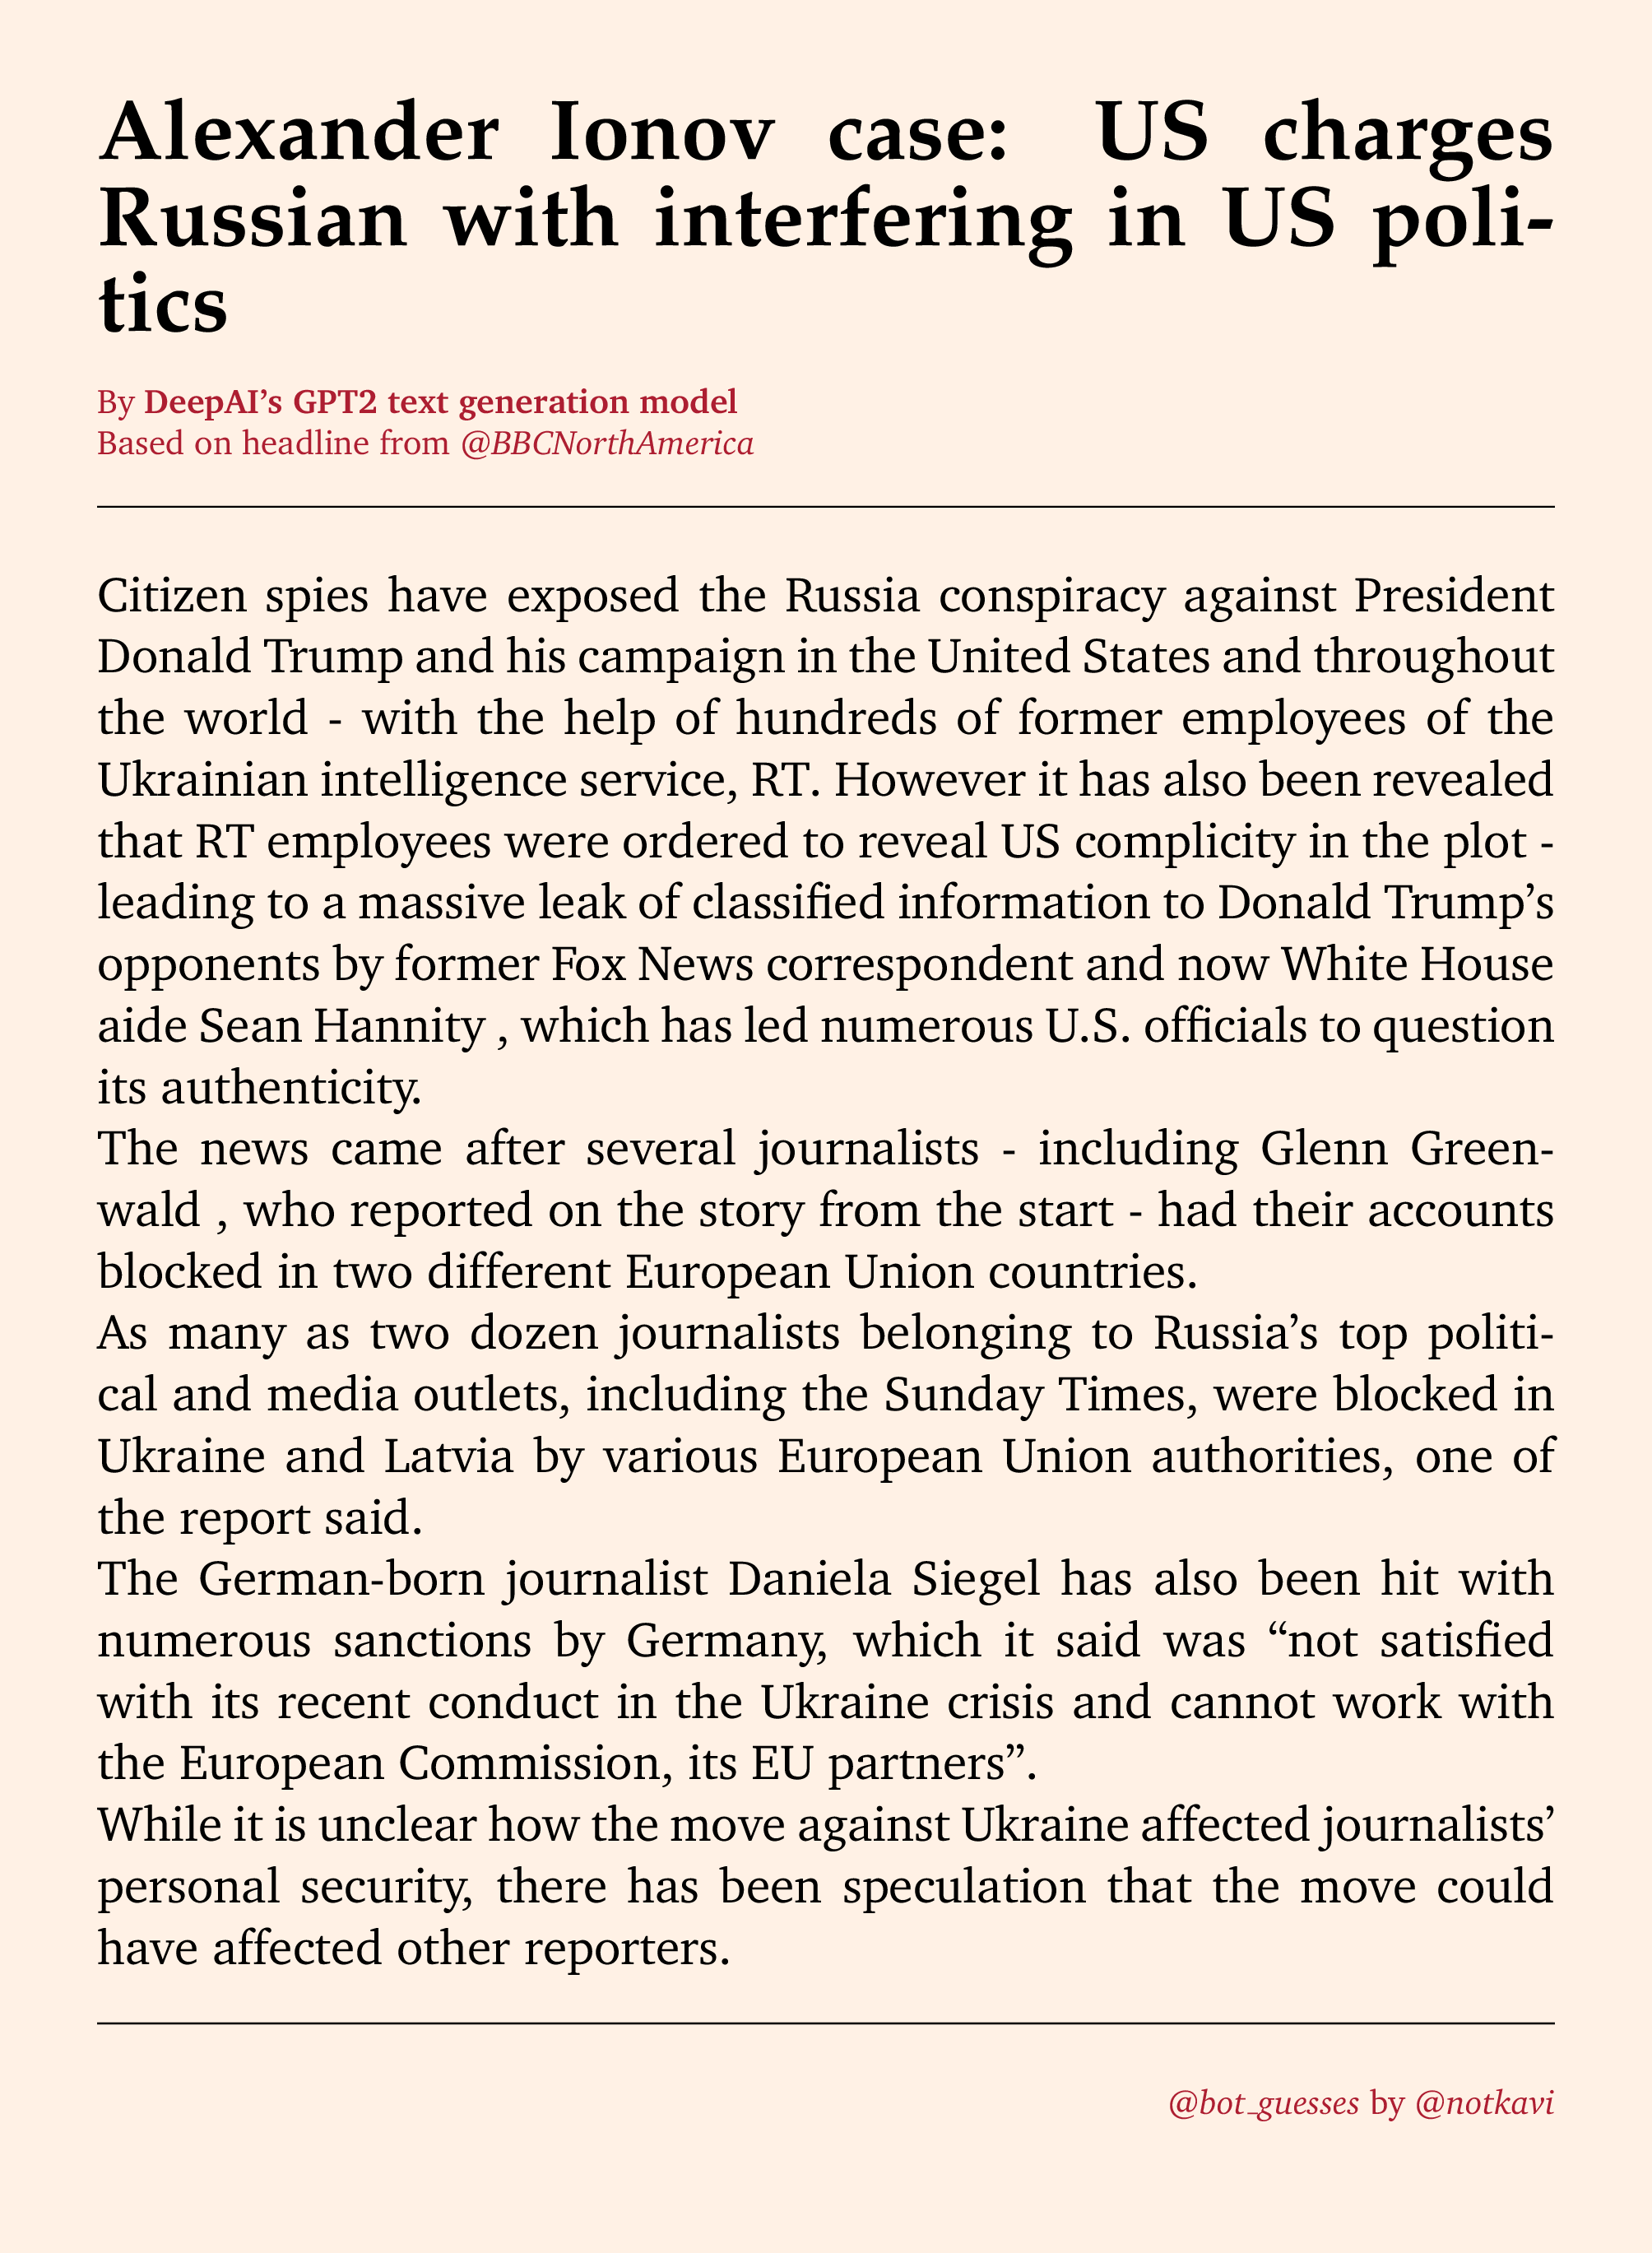 Alexander Ionov case: US charges
Russian with interfering in US poli-
tics
By DeepAI’s GPT2 text generation model
Based on headline from @BBCNorthAmerica
Citizen spies have exposed the Russia conspiracy against President
Donald Trump and his campaign in the United States and throughout
the world - with the help of hundreds of former employees of the
Ukrainian intelligence service, RT. However it has also been revealed
that RT employees were ordered to reveal US complicity in the plot -
leading to a massive leak of classified information to Donald Trump’s
opponents by former Fox News correspondent and now White House
aide Sean Hannity , which has led numerous U.S. officials to question
its authenticity.
The news came after several journalists - including Glenn Green-
wald , who reported on the story from the start - had their accounts
blocked in two different European Union countries.
As many as two dozen journalists belonging to Russia’s top politi-
cal and media outlets, including the Sunday Times, were blocked in
Ukraine and Latvia by various European Union authorities, one of
the report said.
The German-born journalist Daniela Siegel has also been hit with
numerous sanctions by Germany, which it said was “not satisfied
with its recent conduct in the Ukraine crisis and cannot work with
the European Commission, its EU partners”.
While it is unclear how the move against Ukraine affected journalists’
personal security, there has been speculation that the move could
have affected other reporters.
@bot_guesses by @notkavi